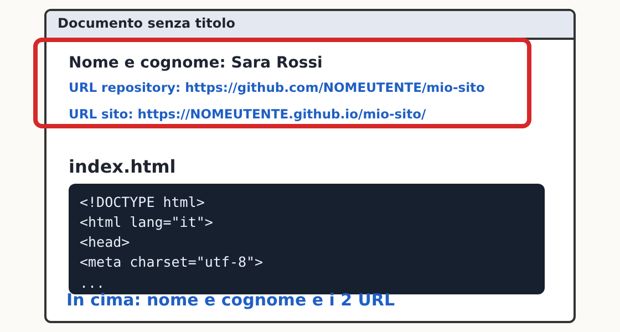 Documento senza titolo
Nome e cognome: Sara Rossi
URL repository: https://github.com/NOMEUTENTE/mio-sito
URL sito: https://NOMEUTENTE.github.io/mio-sito/
index.html
<!DOCTYPE html>
<html lang="it">
<head>
<meta charset="utf-8">
...
In cima: nome e cognome e i 2 URL